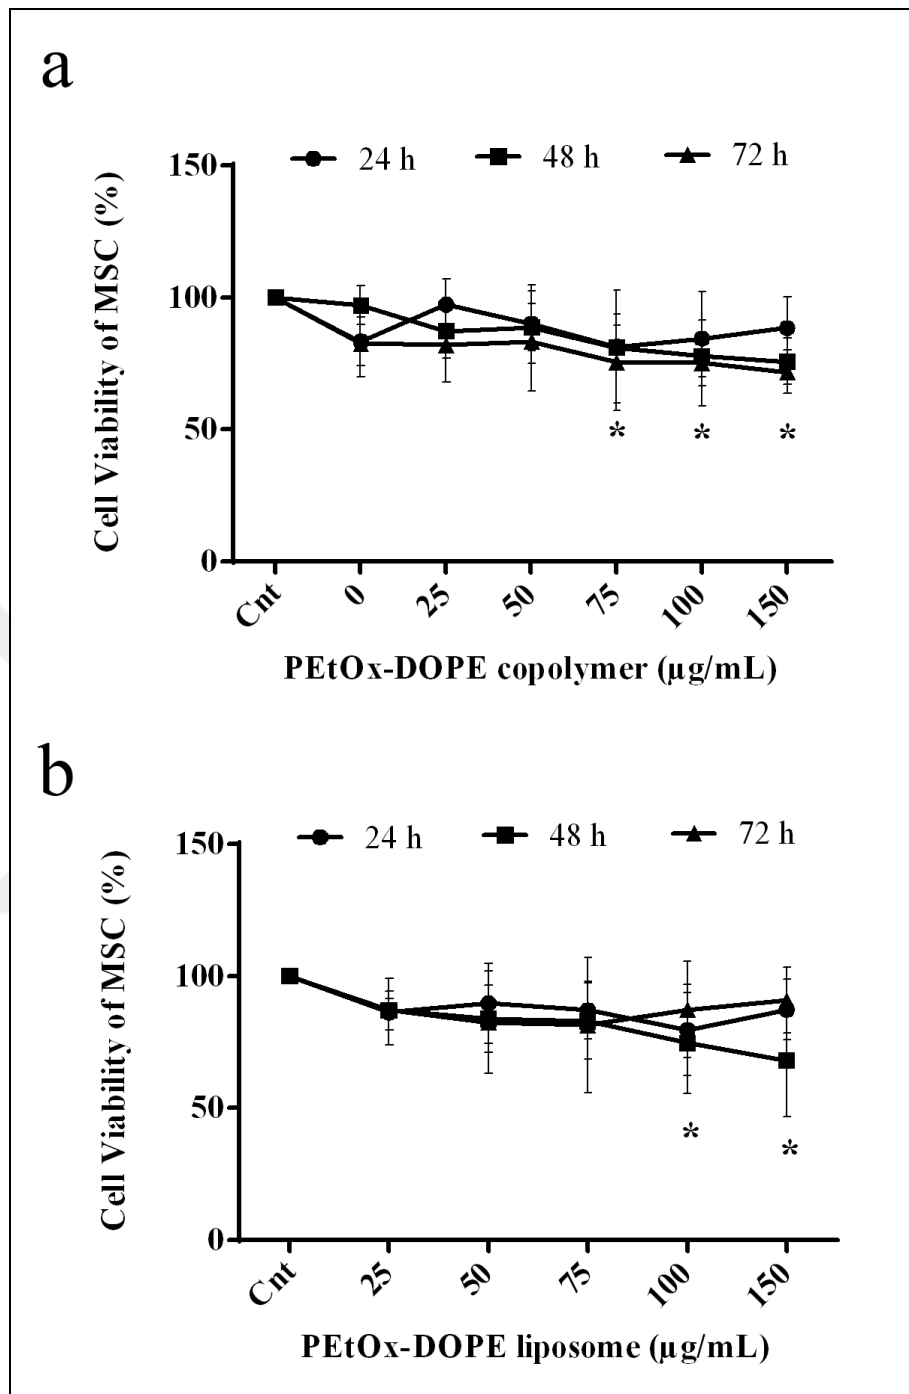 a
24 h 48 h 72 h
150
100
50
0
Cell Viability of MSC (%)
Cnt 0 25 50 75 100 150
* * *
PEtOx-DOPE copolymer (µg/mL)
b
24 h 48 h 72 h
150
100
50
0
Cell Viability of MSC (%)
Cnt 25 50 75 100 150
* *
PEtOx-DOPE liposome (µg/mL)